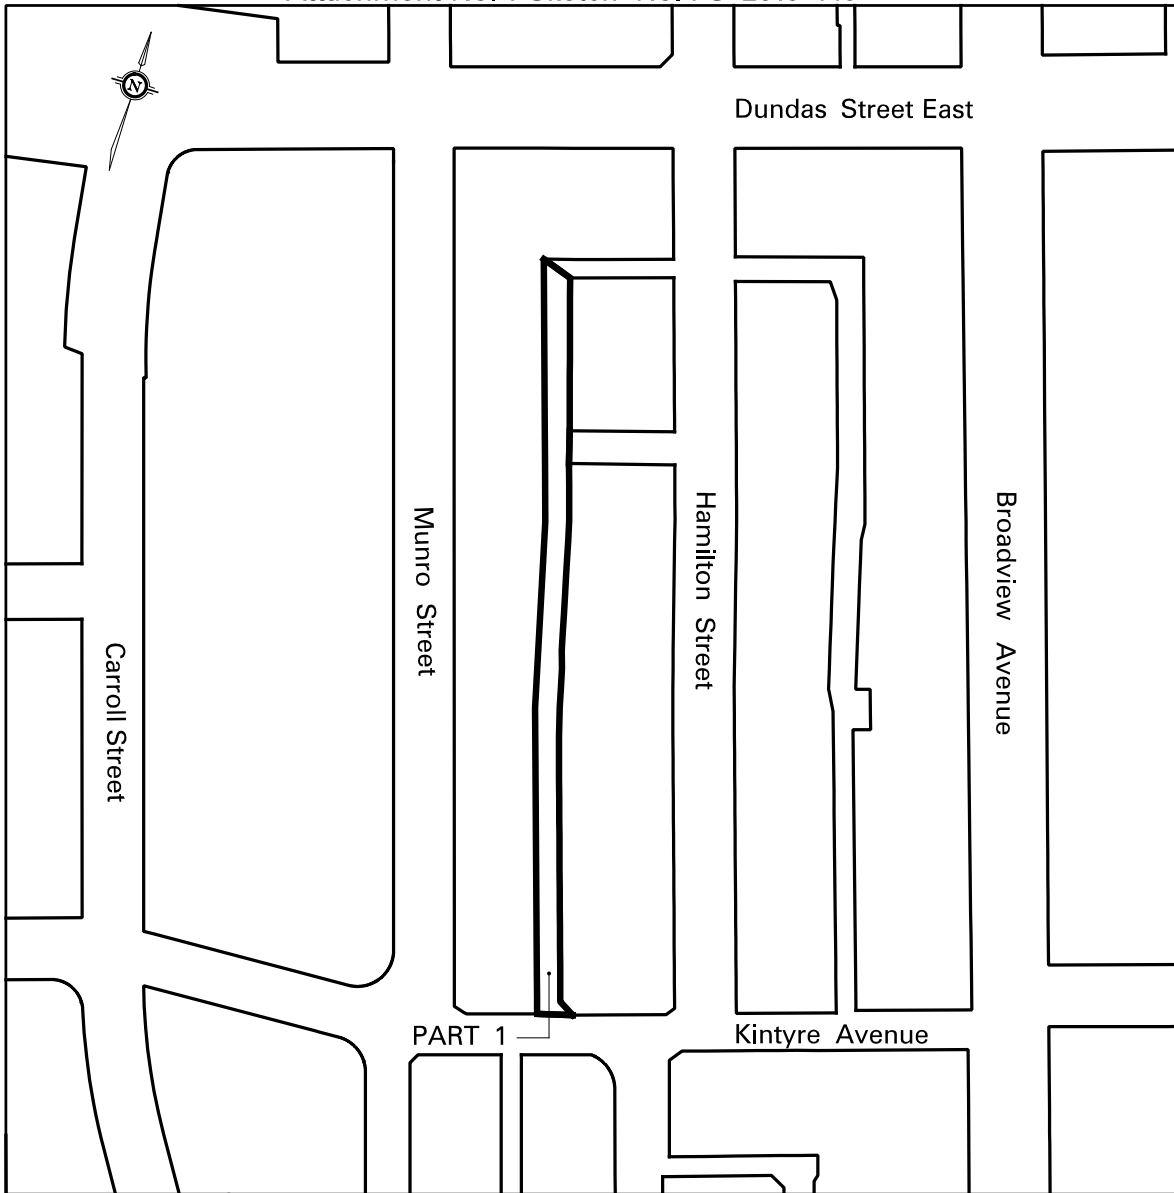 N
Dundas Street East
Munro Street
Hamilton Street
Broadview Avenue
Carroll Street
PART 1
Kintyre Avenue